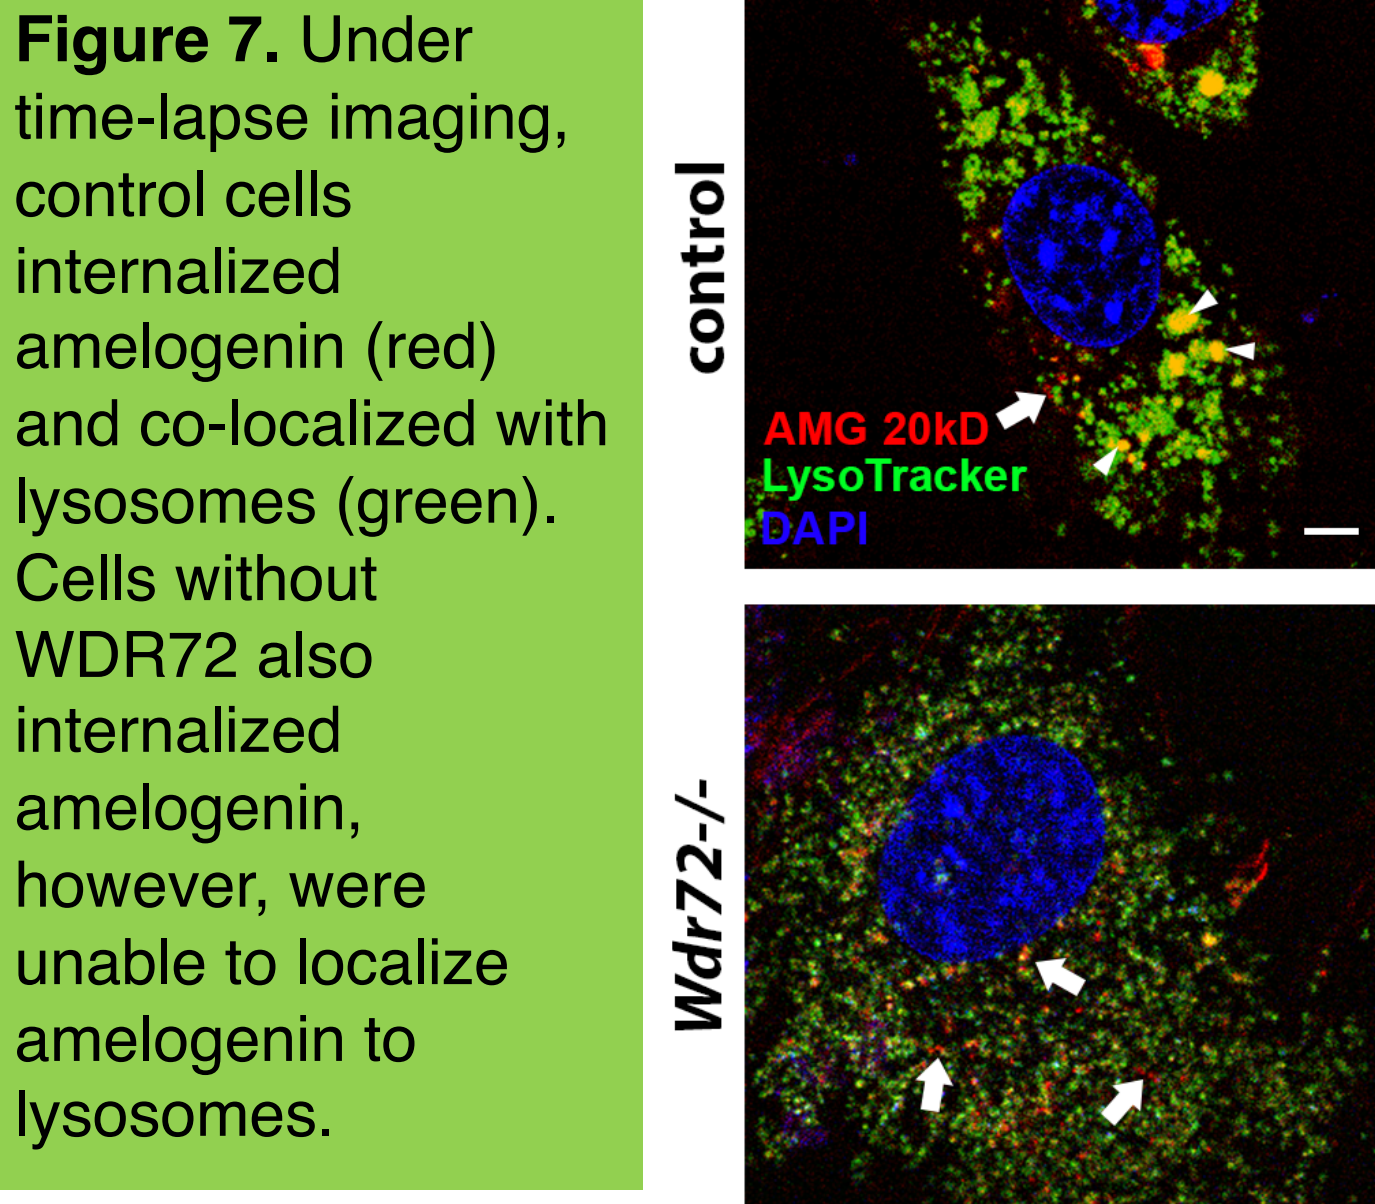 Figure 7. Under
time-lapse imaging,
control cells
internalized
amelogenin (red)
and co-localized with
lysosomes (green).
Cells without
WDR72 also
internalized
amelogenin,
however, were
unable to localize
amelogenin to
lysosomes.
control
AMG 20kD
LysoTracker
DAPI
Wdr72-/-